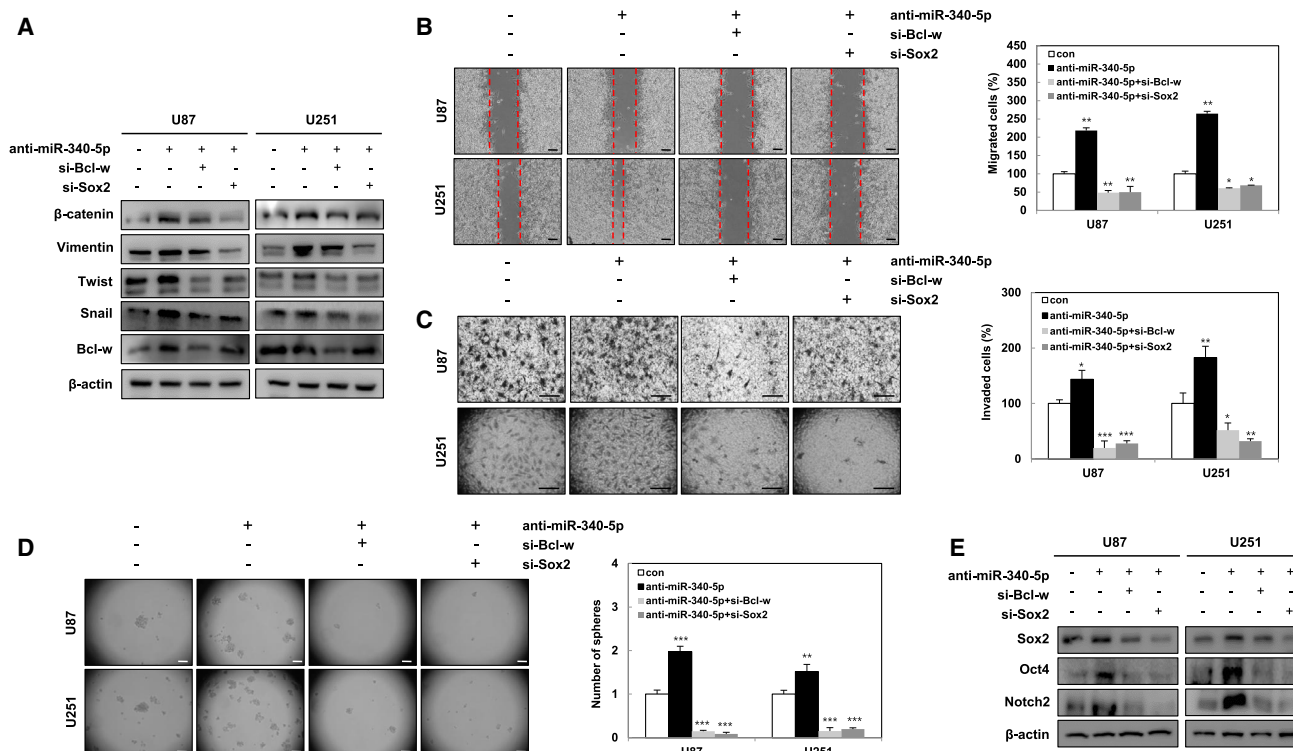 A
U87 U251
anti-miR-340-5p - + + + - + + +
si-Bcl-w - - + - - - + -
si-Sox2 - - - + - - - +
β-catenin
Vimentin
Twist
Snail
Bcl-w
β-actin
B
- + + + anti-miR-340-5p
- - + - si-Bcl-w
- - - + si-Sox2
U87
U251
Migrated cells (%)
450
400
350
300
250
200
150
100
50
0
con
anti-miR-340-5p
anti-miR-340-5p+si-Bcl-w
anti-miR-340-5p+si-Sox2
** ** ** ** * *
U87 U251
- + + + anti-miR-340-5p
- - + - si-Bcl-w
- - - + si-Sox2
C
U87
U251
Invaded cells (%)
300
200
100
0
con
anti-miR-340-5p
anti-miR-340-5p+si-Bcl-w
anti-miR-340-5p+si-Sox2
* *** *** ** * **
U87 U251
D
- + + + anti-miR-340-5p
- - + - si-Bcl-w
- - - + si-Sox2
U87
U251
Number of spheres
4
3
2
1
0
con
anti-miR-340-5p
anti-miR-340-5p+si-Bcl-w
anti-miR-340-5p+si-Sox2
*** *** *** ** *** ***
U87 U251
E
U87 U251
anti-miR-340-5p - + + + - + + +
si-Bcl-w - - + - - - + -
si-Sox2 - - - + - - - +
Sox2
Oct4
Notch2
β-actin